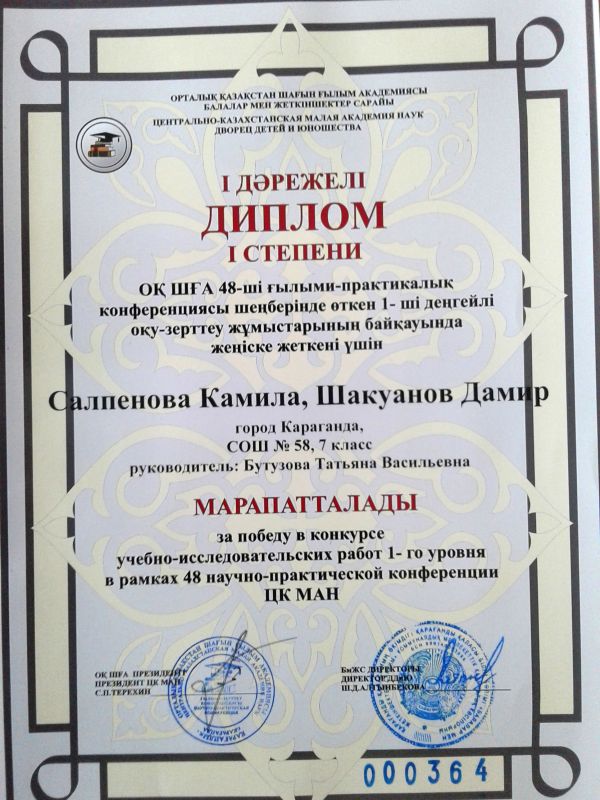 ОРТАЛЫҚ ҚАЗАҚСТАН ШАҒЫН ҒЫЛЫМ АКАДЕМИЯСЫ
БАЛАЛАР МЕН ЖЕТКІНШЕКТЕР САРАЙЫ
ЦЕНТРАЛЬНО-КАЗАХСТАНСКАЯ МАЛАЯ АКАДЕМИЯ НАУК
ДВОРЕЦ ДЕТЕЙ И ЮНОШЕСТВА
І ДӘРЕЖЕЛІ
ДИПЛОМ
І СТЕПЕНИ
ОҚ ШҒА 48-ші ғылыми-практикалық
конференциясы шеңберінде өткен 1- ші деңгейлі
оқу-зерттеу жұмыстарының байқауында
жеңіске жеткені үшін
Салпенова Камила, Шакуанов Дамир
город Караганда,
СОШ № 58, 7 класс
руководитель: Бутузова Татьяна Васильевна
МАРАПАТТАЛАДЫ
за победу в конкурсе
учебно-исследовательских работ 1- го уровня
в рамках 48 научно-практической конференции
ЦК МАН
ОҚ ШҒА ПРЕЗИДЕНТІ
ПРЕЗИДЕНТ ЦК МАН
С.П.ТЕРЕХИН
БжЖС ДИРЕКТОРЫ
ДИРЕКТОР ДДиЮ
Ш.Д.АЛТЫНБЕКОВА
000364